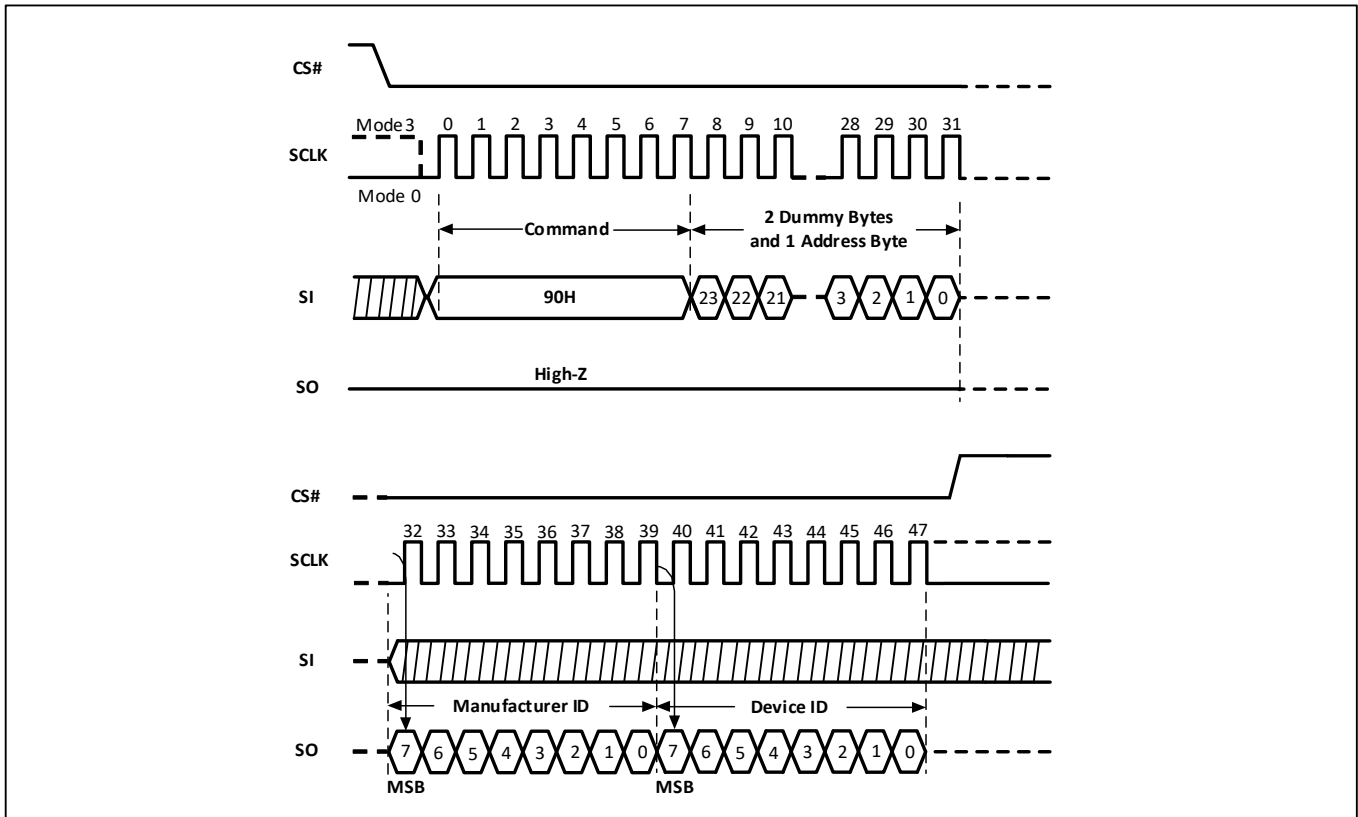 CS#
Mode 3 0 1 2 3 4 5 6 7 8 9 10 28 29 30 31
SCLK
Mode 0
Command
2 Dummy Bytes
and 1 Address Byte
SI 90H 23 22 21 3 2 1 0
High-Z
SO
CS#
32 33 34 35 36 37 38 39 40 41 42 43 44 45 46 47
SCLK
SI
Manufacturer ID Device ID
SO 7 6 5 4 3 2 1 0 7 6 5 4 3 2 1 0
MSB MSB